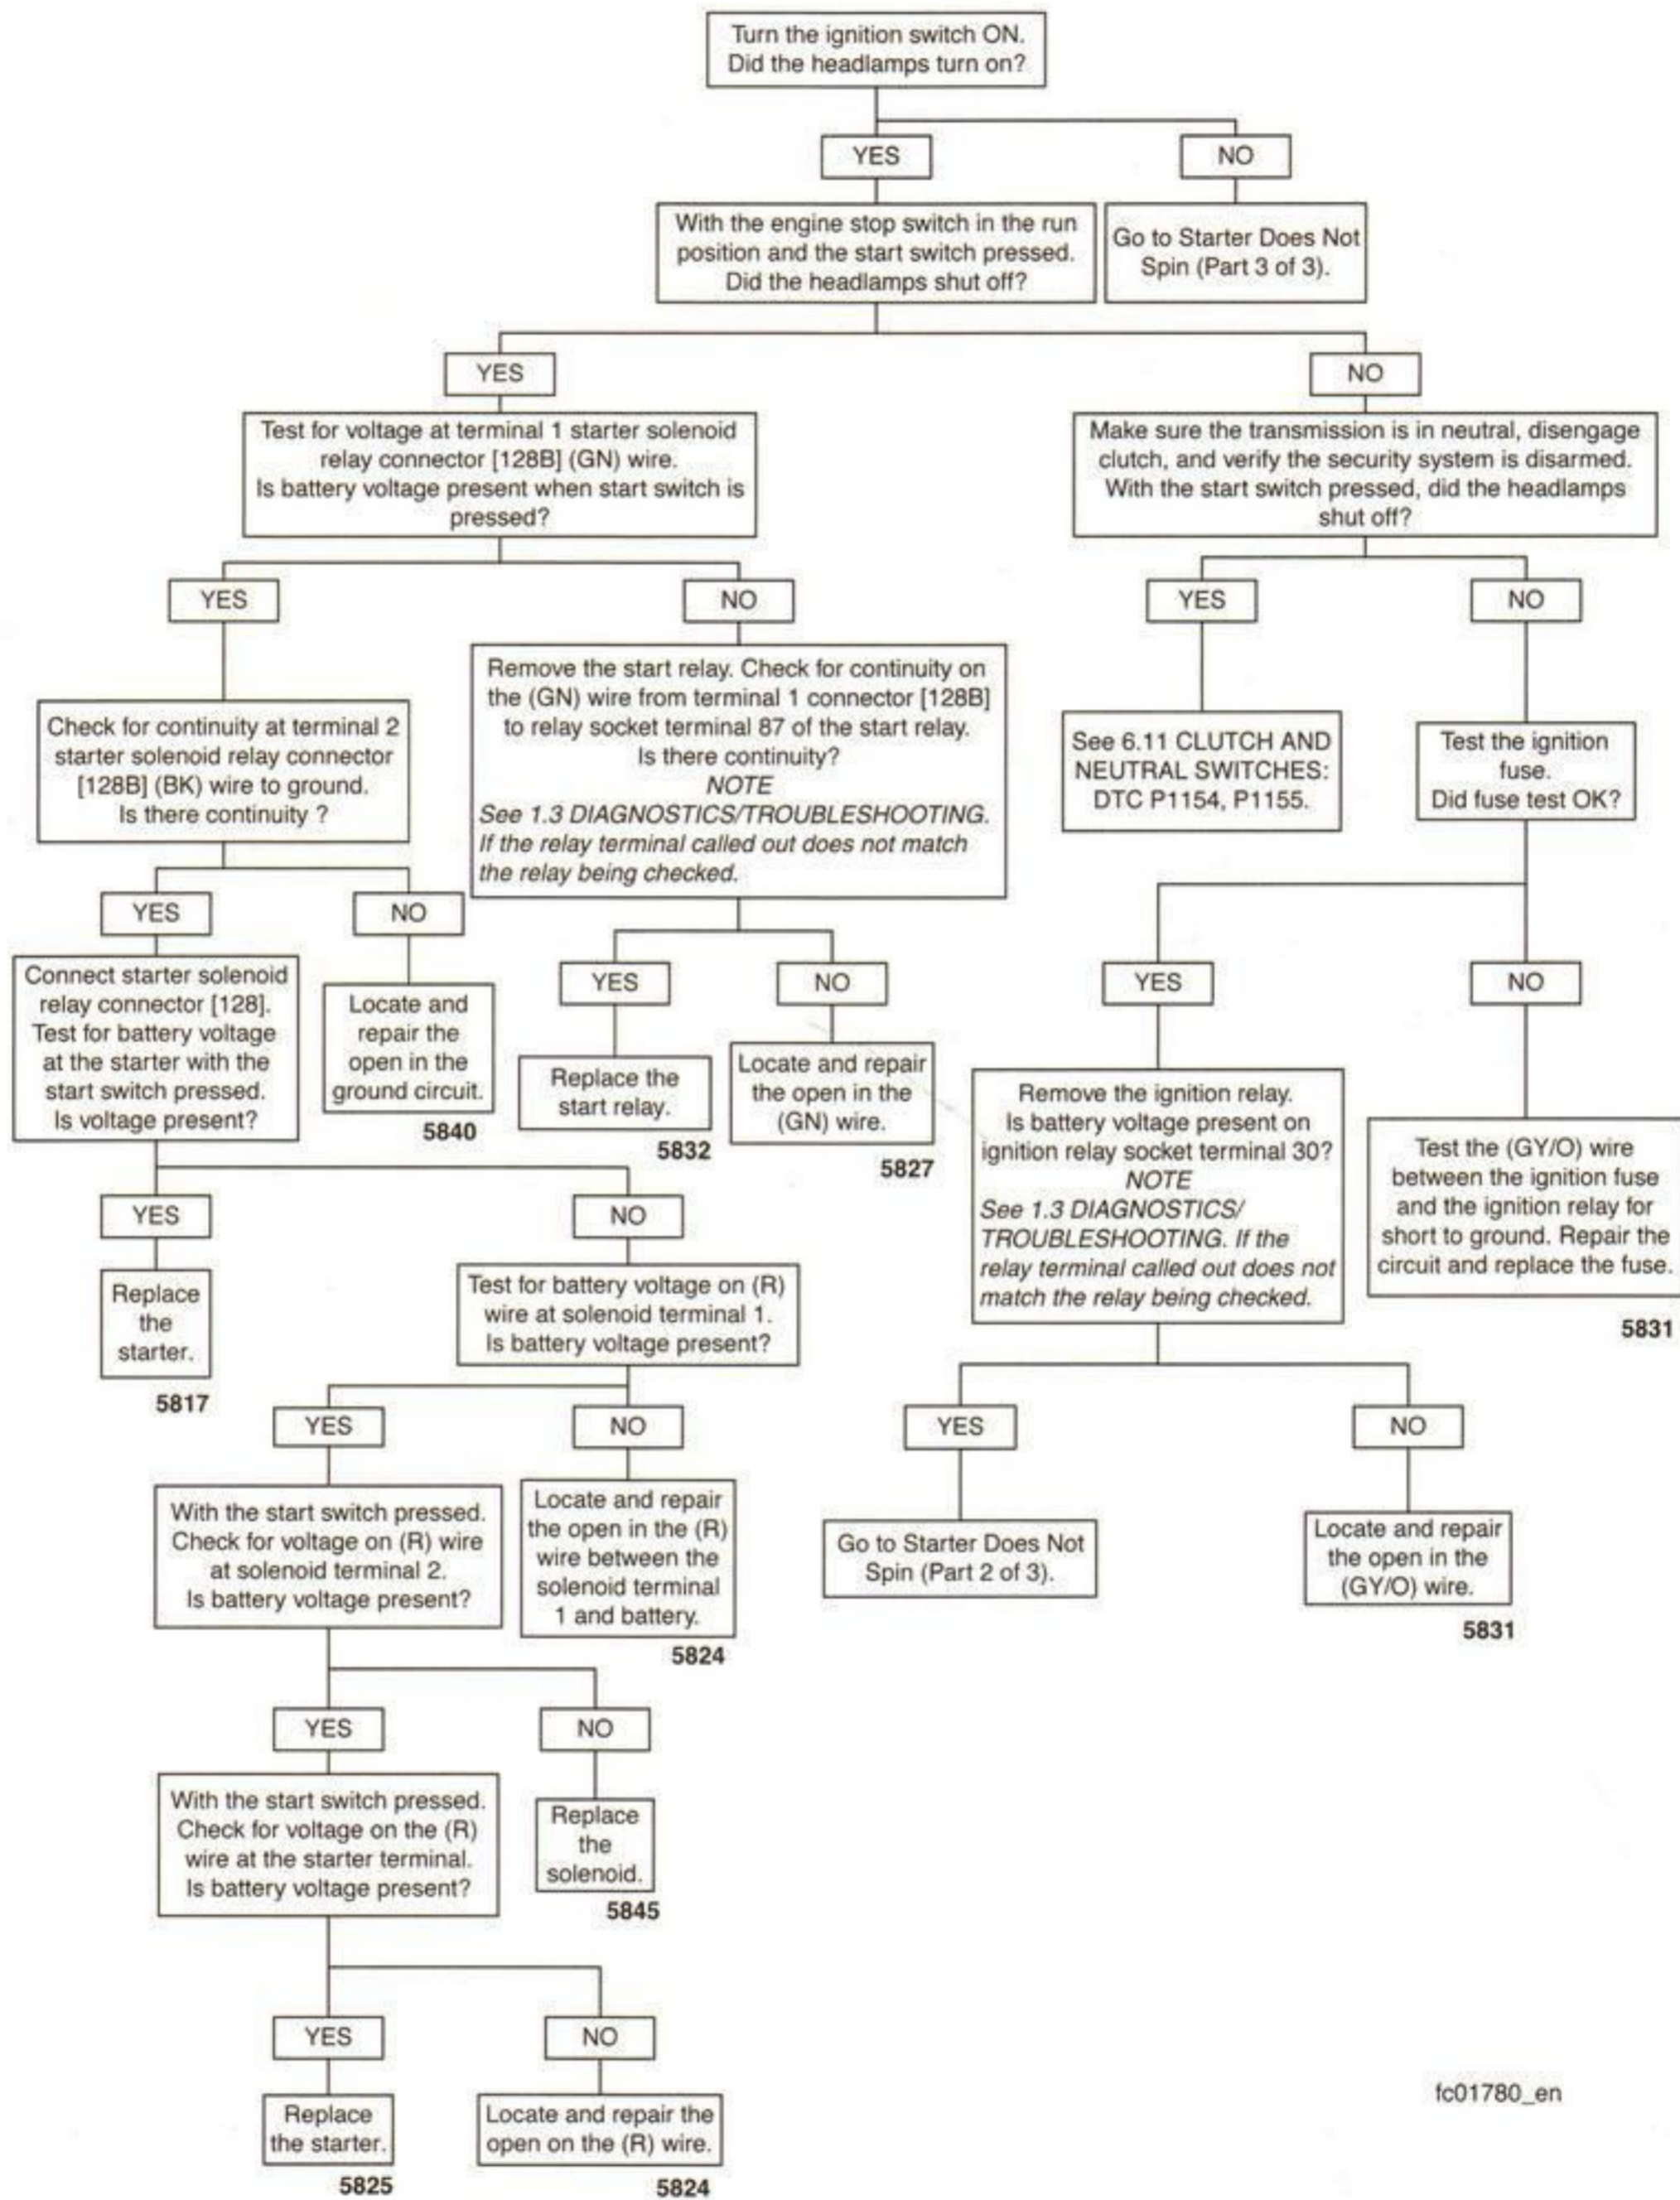 Turn the ignition switch ON.
Did the headlamps turn on?
YES
NO
With the engine stop switch in the run
position and the start switch pressed.
Did the headlamps shut off?
Go to Starter Does Not
Spin (Part 3 of 3).
YES
NO
Test for voltage at terminal 1 starter solenoid
relay connector [128B] (GN) wire.
Is battery voltage present when start switch is
pressed?
Make sure the transmission is in neutral, disengage
clutch, and verify the security system is disarmed.
With the start switch pressed, did the headlamps
shut off?
YES
NO
YES
NO
Check for continuity at terminal 2
starter solenoid relay connector
[128B] (BK) wire to ground.
Is there continuity ?
Remove the start relay. Check for continuity on
the (GN) wire from terminal 1 connector [128B]
to relay socket terminal 87 of the start relay.
Is there continuity?
NOTE
See 1.3 DIAGNOSTICS/TROUBLESHOOTING.
If the relay terminal called out does not match
the relay being checked.
See 6.11 CLUTCH AND
NEUTRAL SWITCHES:
DTC P1154, P1155.
Test the ignition
fuse.
Did fuse test OK?
YES
NO
YES
NO
YES
NO
Connect starter solenoid
relay connector [128].
Test for battery voltage
at the starter with the
start switch pressed.
Is voltage present?
Locate and
repair the
open in the
ground circuit.
5840
Replace the
start relay.
5832
Locate and repair
the open in the
(GN) wire.
5827
Remove the ignition relay.
Is battery voltage present on
ignition relay socket terminal 30?
NOTE
See 1.3 DIAGNOSTICS/
TROUBLESHOOTING. If the
relay terminal called out does not
match the relay being checked.
Test the (GY/O) wire
between the ignition fuse
and the ignition relay for
short to ground. Repair the
circuit and replace the fuse.
5831
YES
NO
Replace
the
starter.
5817
Test for battery voltage on (R)
wire at solenoid terminal 1.
Is battery voltage present?
YES
NO
YES
NO
With the start switch pressed.
Check for voltage on (R) wire
at solenoid terminal 2.
Is battery voltage present?
Locate and repair
the open in the (R)
wire between the
solenoid terminal
1 and battery.
5824
Go to Starter Does Not
Spin (Part 2 of 3).
Locate and repair
the open in the
(GY/O) wire.
5831
YES
NO
With the start switch pressed.
Check for voltage on the (R)
wire at the starter terminal.
Is battery voltage present?
Replace
the
solenoid.
5845
YES
NO
Replace
the starter.
5825
Locate and repair the
open on the (R) wire.
5824
fc01780_en